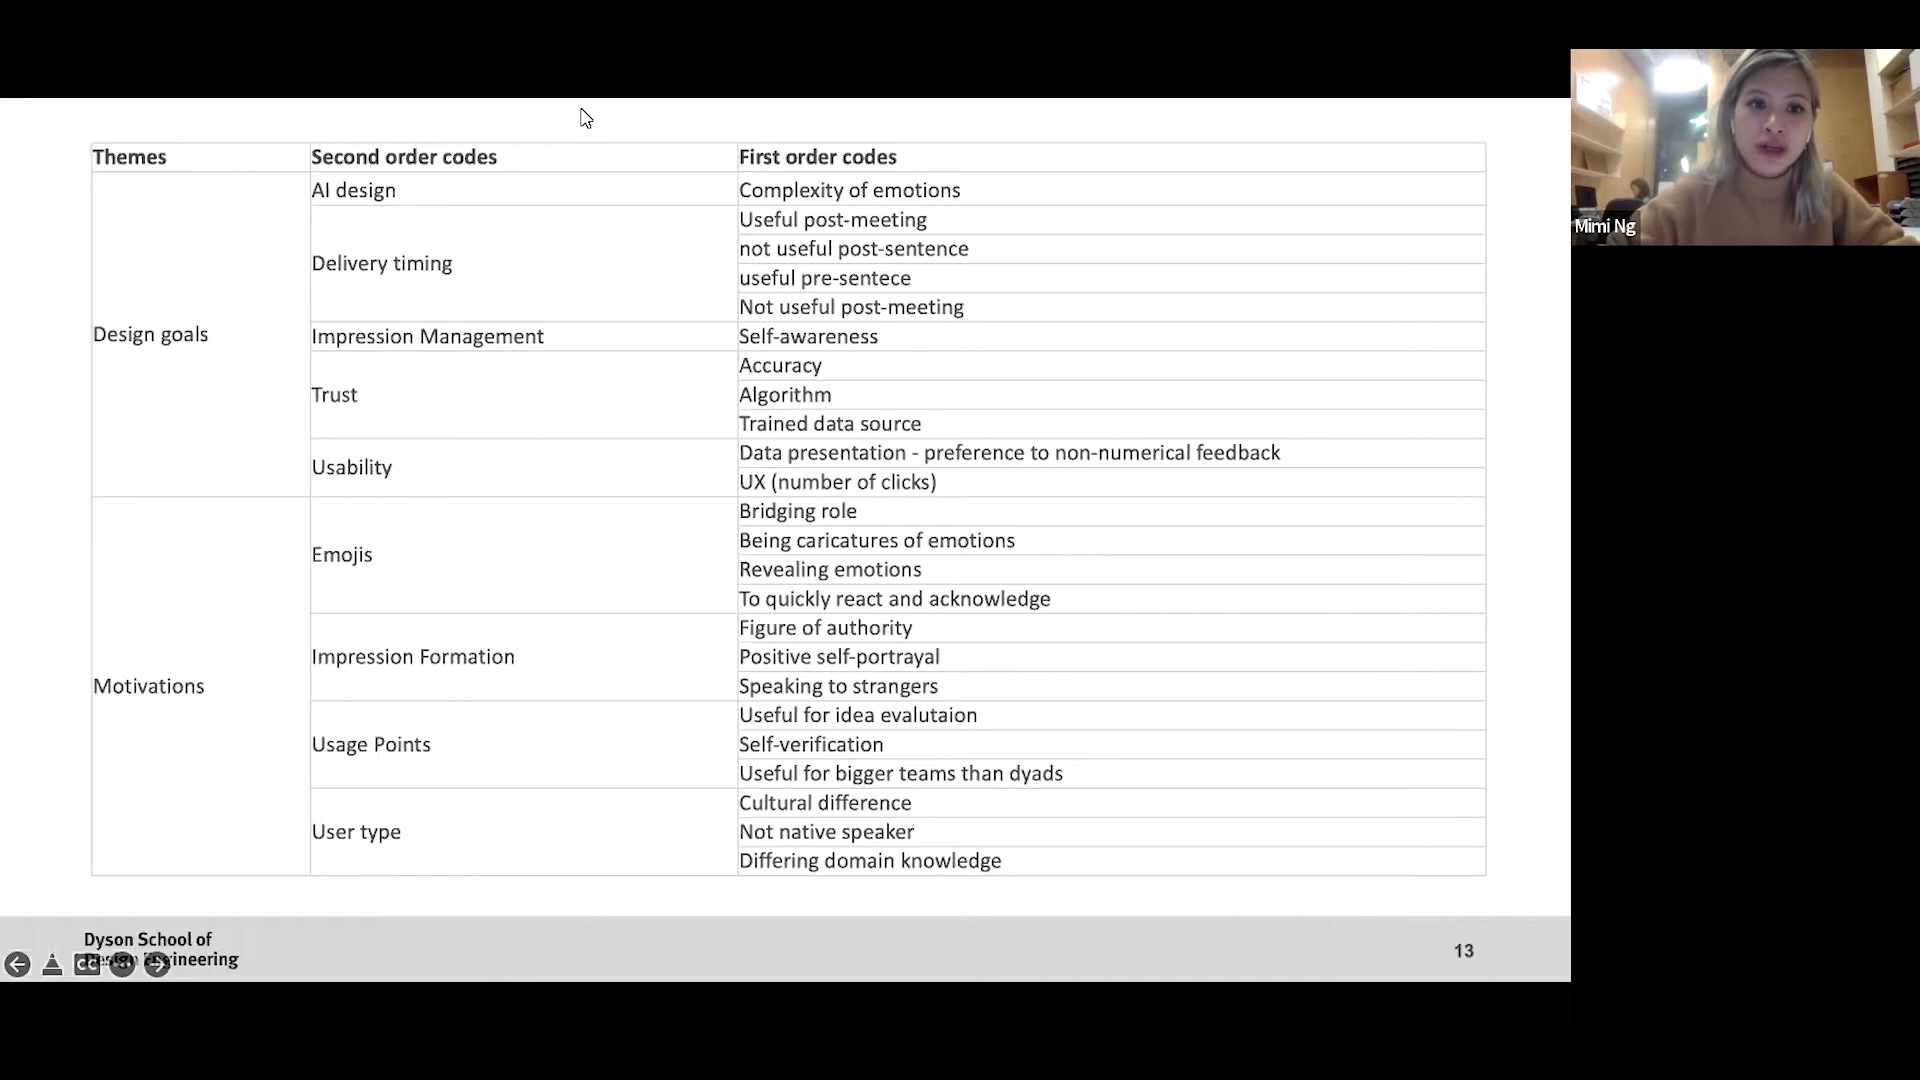 Themes
Second order codes
First order codes
Design goals
AI design
Complexity of emotions
Delivery timing
Useful post-meeting
not useful post-sentence
useful pre-sentece
Not useful post-meeting
Impression Management
Self-awareness
Trust
Accuracy
Algorithm
Trained data source
Usability
Data presentation - preference to non-numerical feedback
UX (number of clicks)
Motivations
Emojis
Bridging role
Being caricatures of emotions
Revealing emotions
To quickly react and acknowledge
Impression Formation
Figure of authority
Positive self-portrayal
Speaking to strangers
Usage Points
Useful for idea evalutaion
Self-verification
Useful for bigger teams than dyads
User type
Cultural difference
Not native speaker
Differing domain knowledge
Dyson School of
Design Engineering
CC
13
Mimi Ng